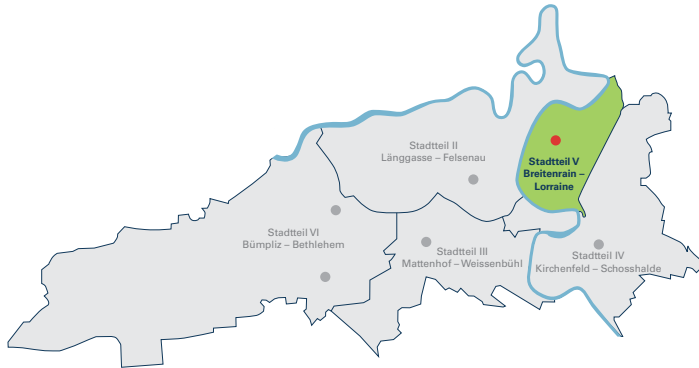 Stadtteil II
Länggasse – Felsenau
Stadtteil V
Breitenrain –
Lorraine
Stadtteil VI
Bümpliz – Bethlehem
Stadtteil III
Mattenhof – Weissenbühl
Stadtteil IV
Kirchenfeld – Schosshalde